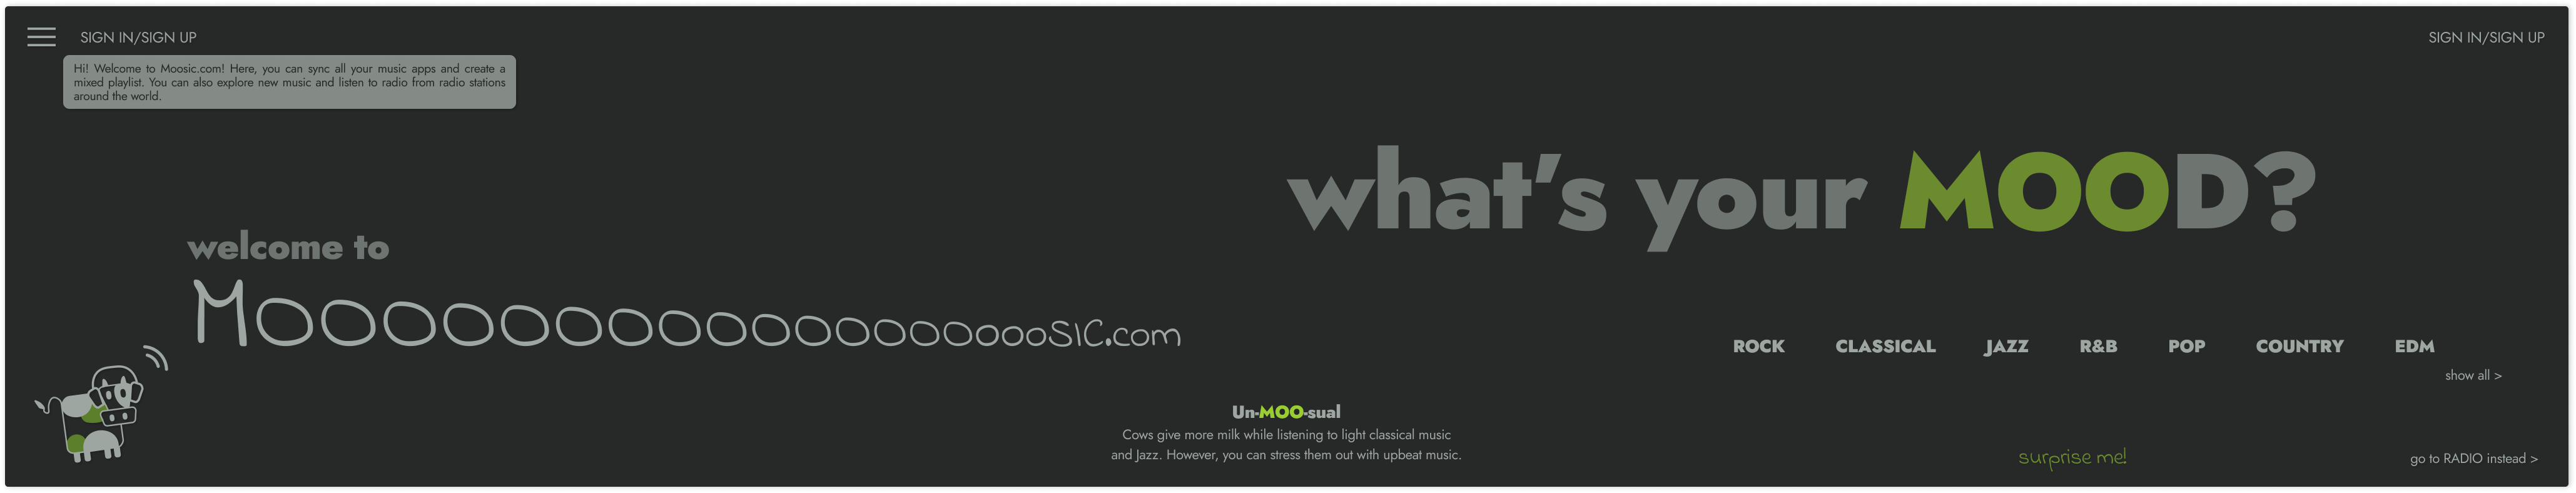 SIGN IN/SIGN UP
SIGN IN/SIGN UP
Hi! Welcome to Moosic.com! Here, you can sync all your music apps and create a
mixed playlist. You can also explore new music and listen to radio from radio stations
around the world.
what's your MOOD?
welcome to
MooooooooooooooooooSIC.com
ROCK CLASSICAL JAZZ R&B POP COUNTRY EDM
show all >
Un-MOO-sual
Cows give more milk while listening to light classical music
and Jazz. However, you can stress them out with upbeat music.
surprise me!
go to RADIO instead >